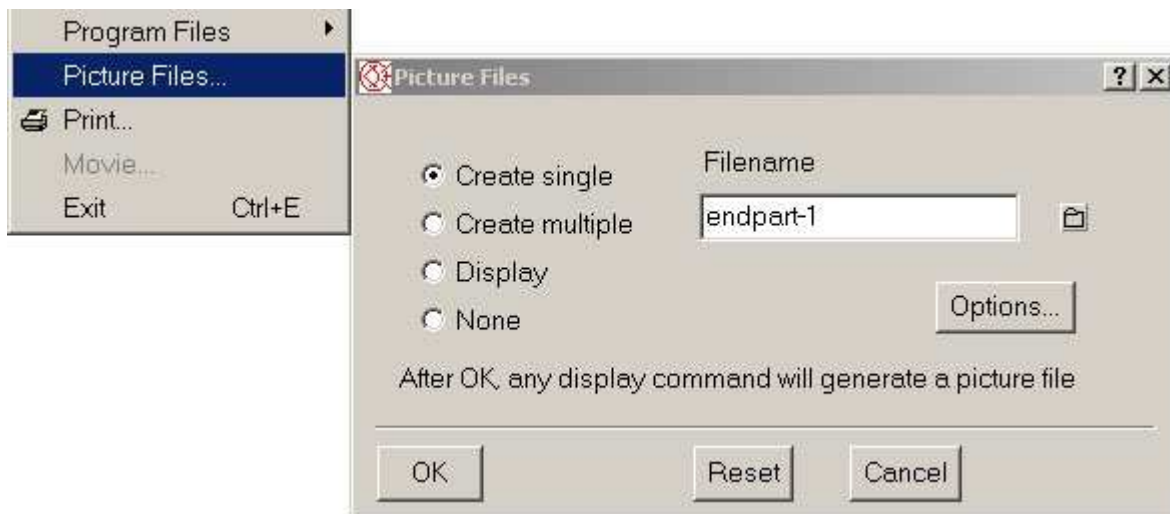 Program Files
Picture Files...
Print...
Movie...
Exit Ctrl+E
Picture Files
Create single
Create multiple
Display
None
Filename
endpart-1
Options...
After OK, any display command will generate a picture file
OK Reset Cancel